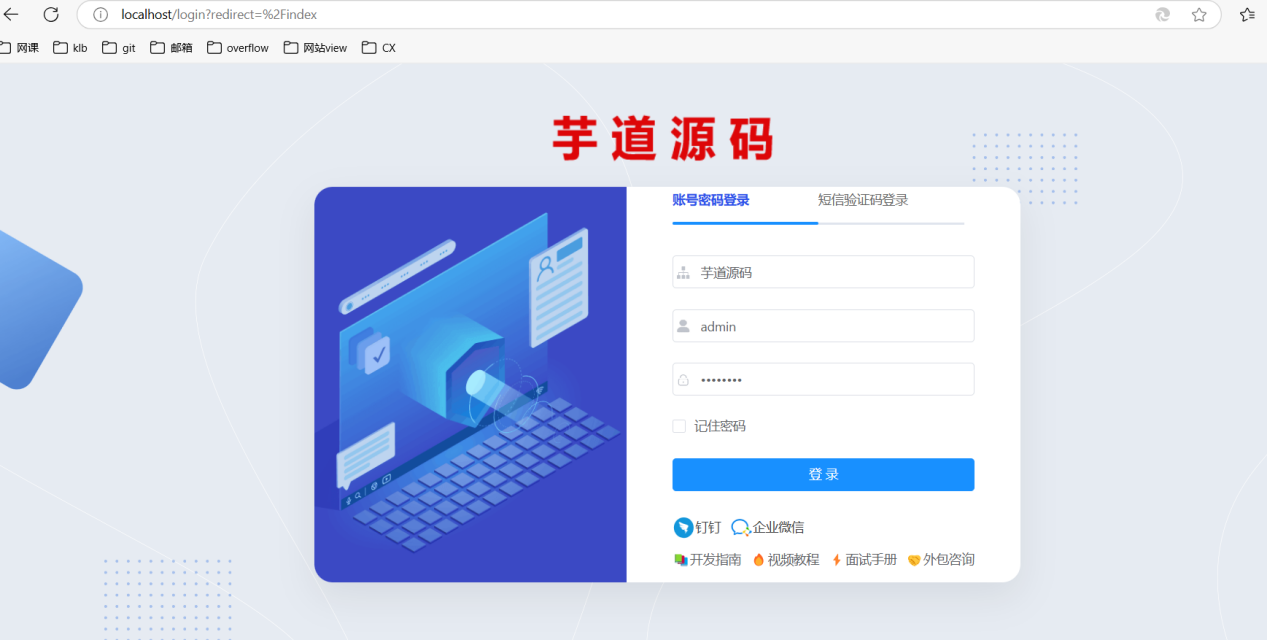 localhost/login?redirect=%2Findex
网课 klb git 邮箱 overflow 网站view CX
芋道源码
账号密码登录 短信验证码登录
芋道源码
admin
••••••••
记住密码
登 录
钉钉 企业微信
开发指南 视频教程 面试手册 外包咨询